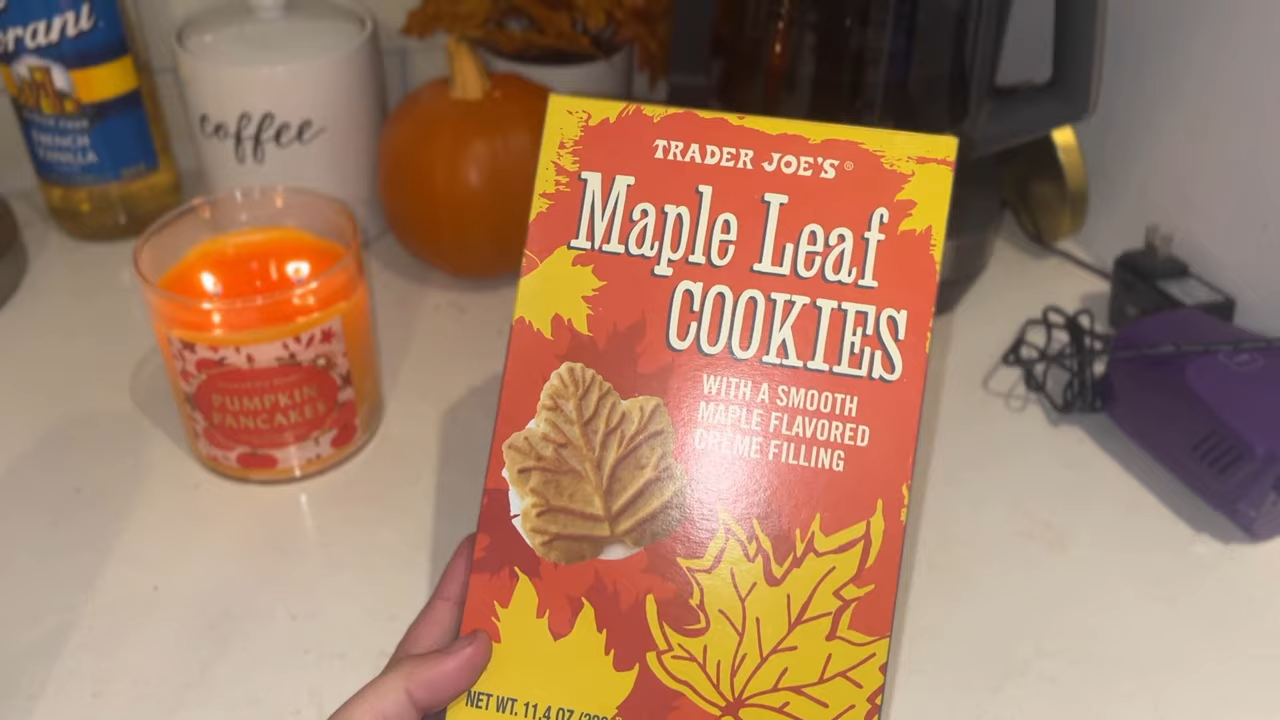 orani
FRENCH
VANILLA
coffee
PUMPKIN
PANCAKES
TRADER JOE'S®
Maple Leaf
COOKIES
WITH A SMOOTH
MAPLE FLAVORED
CREME FILLING
NET WT. 11.4 OZ